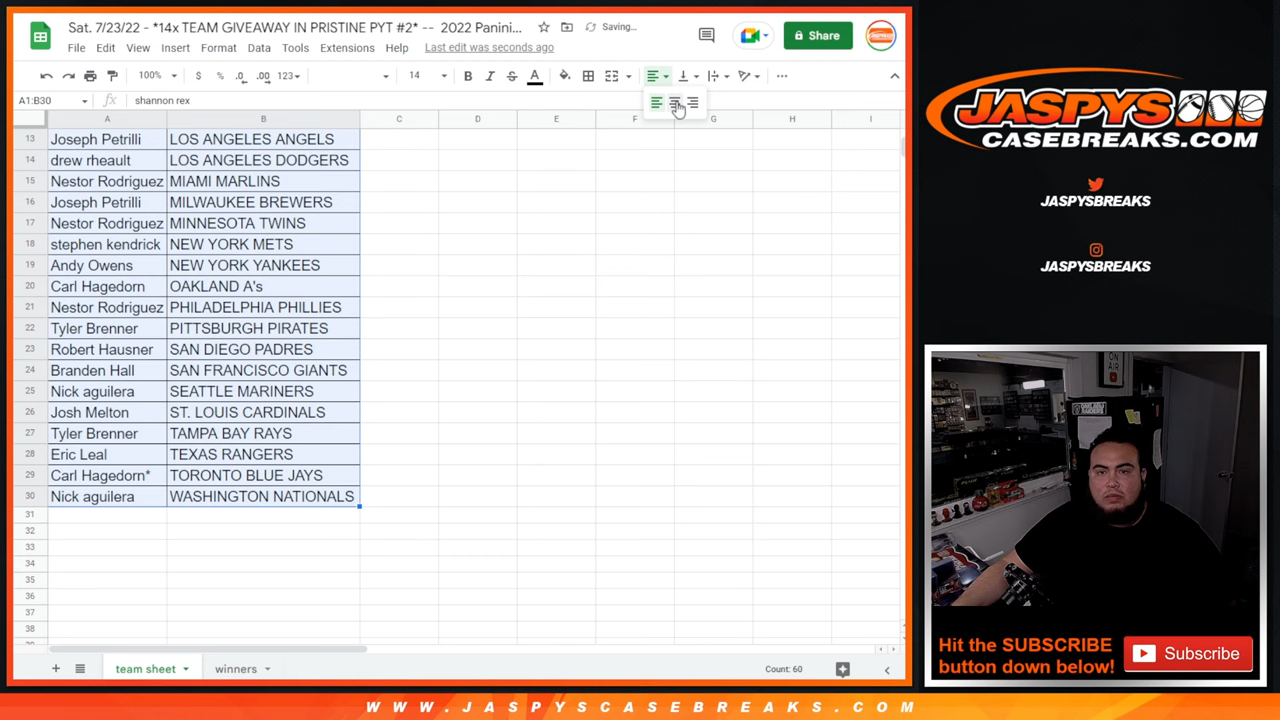 Sat. 7/23/22 - *14x TEAM GIVEAWAY IN PRISTINE PYT #2* -- 2022 Panini...
Saving...
Share
File Edit View Insert Format Data Tools Extensions Help Last edit was seconds ago
100% $ % .0 .00 123 14 B I S A
A1:B30 fx shannon rex
A B C D E F G H I
13 Joseph Petrilli LOS ANGELES ANGELS
14 drew rheault LOS ANGELES DODGERS
15 Nestor Rodriguez MIAMI MARLINS
16 Joseph Petrilli MILWAUKEE BREWERS
17 Nestor Rodriguez MINNESOTA TWINS
18 stephen kendrick NEW YORK METS
19 Andy Owens NEW YORK YANKEES
20 Carl Hagedorn OAKLAND A's
21 Nestor Rodriguez PHILADELPHIA PHILLIES
22 Tyler Brenner PITTSBURGH PIRATES
23 Robert Hausner SAN DIEGO PADRES
24 Branden Hall SAN FRANCISCO GIANTS
25 Nick aguilera SEATTLE MARINERS
26 Josh Melton ST. LOUIS CARDINALS
27 Tyler Brenner TAMPA BAY RAYS
28 Eric Leal TEXAS RANGERS
29 Carl Hagedorn* TORONTO BLUE JAYS
30 Nick aguilera WASHINGTON NATIONALS
31
32
33
34
35
36
37
38
team sheet winners Count: 60
JASPYS
CASEBREAKS.COM
JASPYSBREAKS
JASPYSBREAKS
ON AIR
Hit the SUBSCRIBE
button down below!
Subscribe
WWW.JASPYSCASEBREAKS.COM